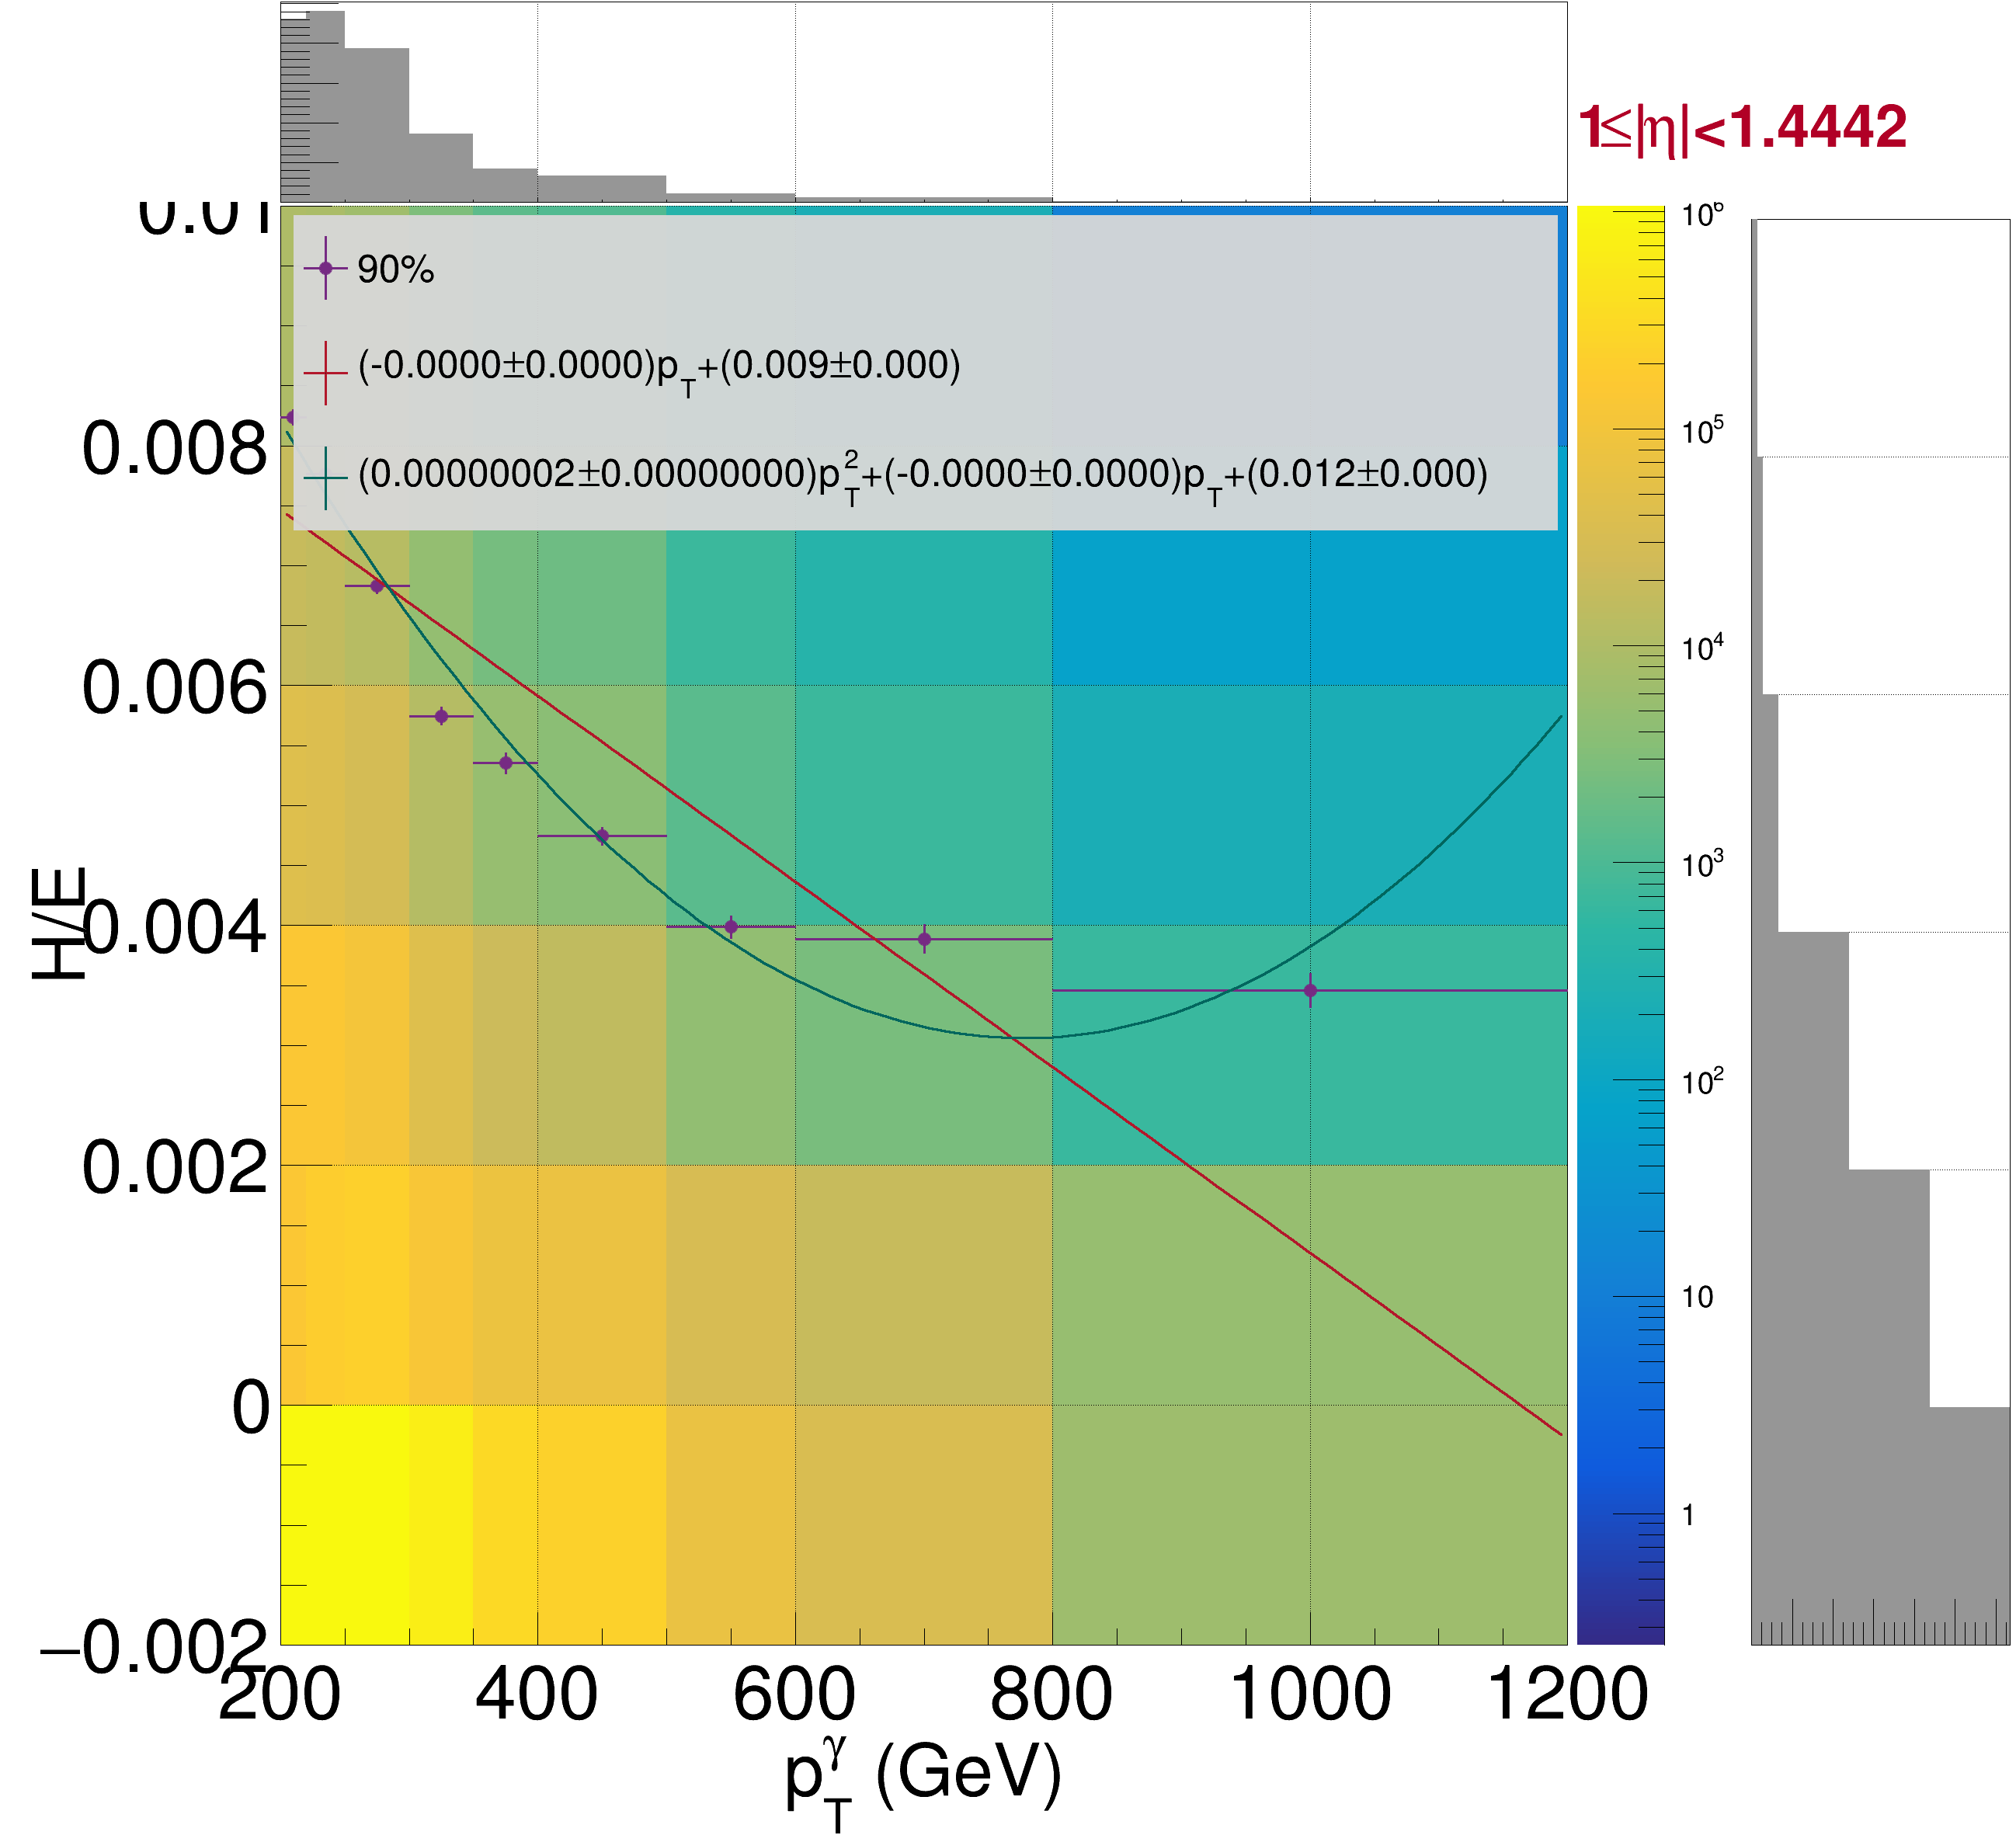 1≤|η|<1.4442
0.01
90%
(-0.0000±0.0000)p_T+(0.009±0.000)
(0.00000002±0.00000000)p_T^2+(-0.0000±0.0000)p_T+(0.012±0.000)
0.008
0.006
0.004
0.002
0
−0.002
H/E
200 400 600 800 1000 1200
p_T^γ (GeV)
10^6
10^5
10^4
10^3
10^2
10
1